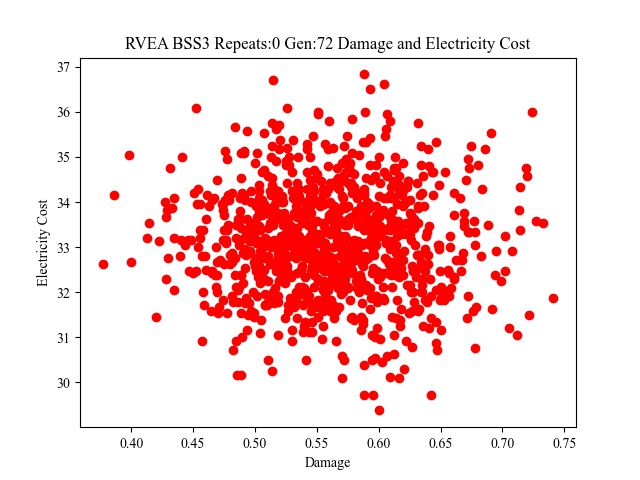 RVEA BSS3 Repeats:0 Gen:72 Damage and Electricity Cost
37
36
35
34
33
32
31
30
Electricity Cost
0.40 0.45 0.50 0.55 0.60 0.65 0.70 0.75
Damage